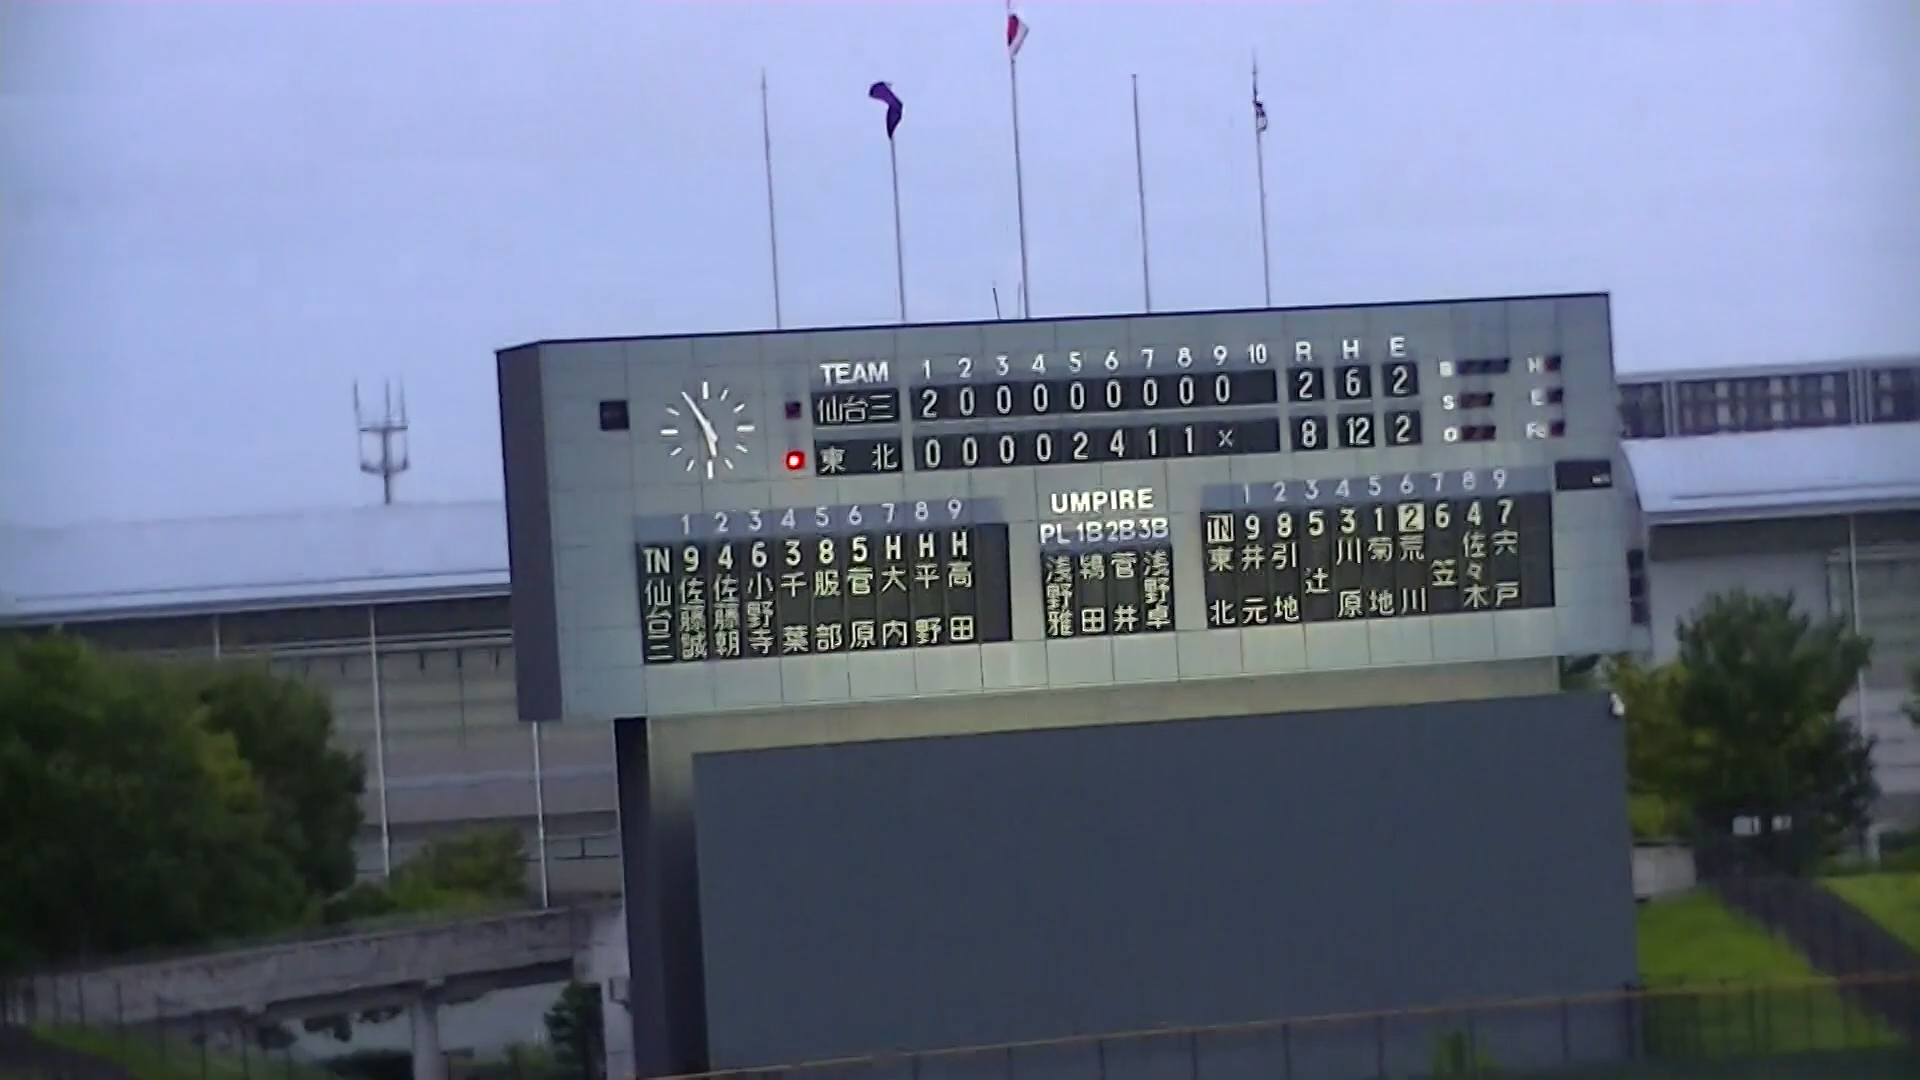 TEAM 1 2 3 4 5 6 7 8 9 10 R H E
仙台三 2 0 0 0 0 0 0 0 0 2 6 2
東北 0 0 0 0 2 4 1 1 x 8 12 2
B H
S E
O Fc
1 2 3 4 5 6 7 8 9
IN 9 4 6 3 8 5 H H H
仙台三 佐藤誠 佐藤朝 小野寺 千葉 服部 菅原 大内 平野 高田
UMPIRE
PL 1B 2B 3B
浅野雅 鵇田 菅井 浅野卓
1 2 3 4 5 6 7 8 9
IN 9 8 5 3 1 2 6 4 7
東北 井元 引地 辻 川原 菊地 荒川 笠 佐々木 宍戸